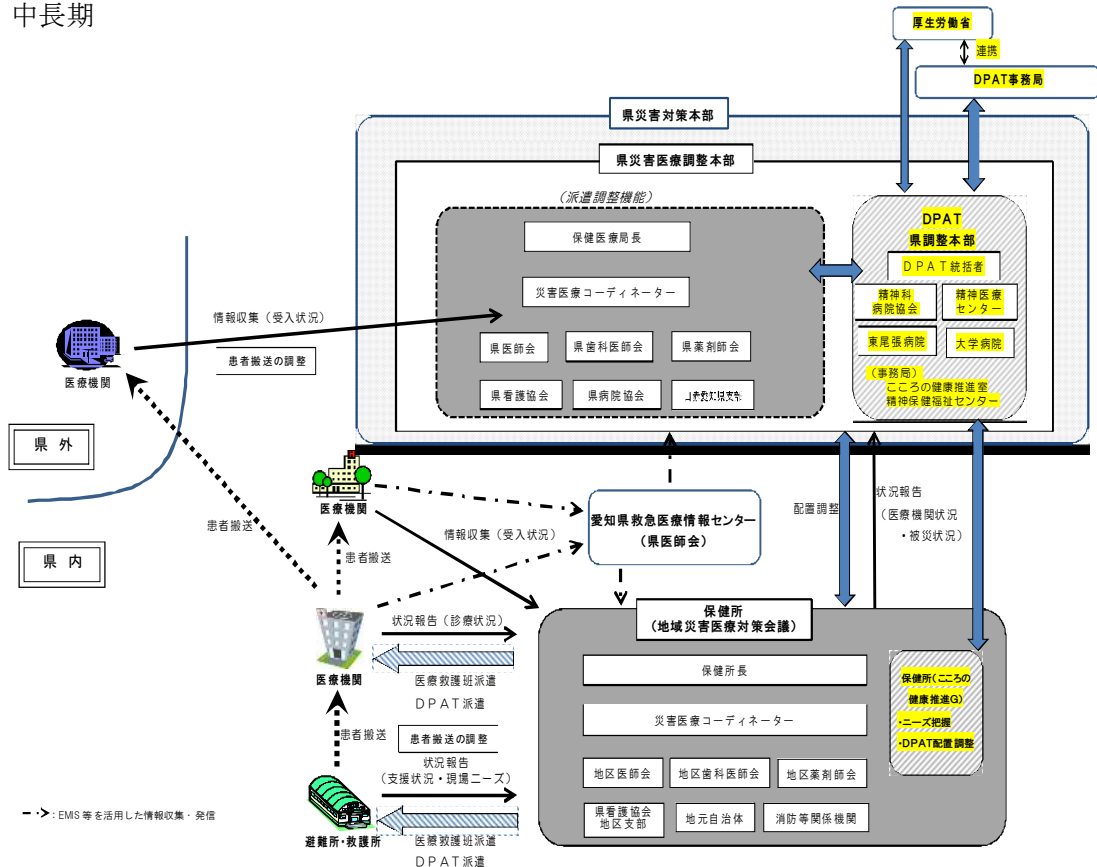 中長期
厚生労働省
連携
DPAT事務局
県災害対策本部
県災害医療調整本部
（派遣調整機能）
保健医療局長
災害医療コーディネーター
県医師会
県歯科医師会
県薬剤師会
県看護協会
県病院協会
DPAT
県調整本部
ＤＰＡＴ統括者
精神科
病院協会
精神医療
センター
東尾張病院
大学病院
（事務局）
こころの健康推進室
精神保健福祉センター
情報収集（受入状況）
患者搬送の調整
医療機関
県 外
県 内
患者搬送
医療機関
患者搬送
情報収集（受入状況）
愛知県救急医療情報センター
（県医師会）
配置調整
状況報告
（医療機関状況
・被災状況）
医療機関
状況報告（診療状況）
医療救護班派遣
ＤＰＡＴ派遣
患者搬送
患者搬送の調整
状況報告
（支援状況・現場ニーズ）
避難所・救護所
医療救護班派遣
ＤＰＡＴ派遣
保健所
（地域災害医療対策会議）
保健所長
災害医療コーディネーター
地区医師会
地区歯科医師会
地区薬剤師会
県看護協会
地区支部
地元自治体
消防等関係機関
保健所（こころの
健康推進G）
・ニーズ把握
・DPAT配置調整
：EMS等を活用した情報収集・発信